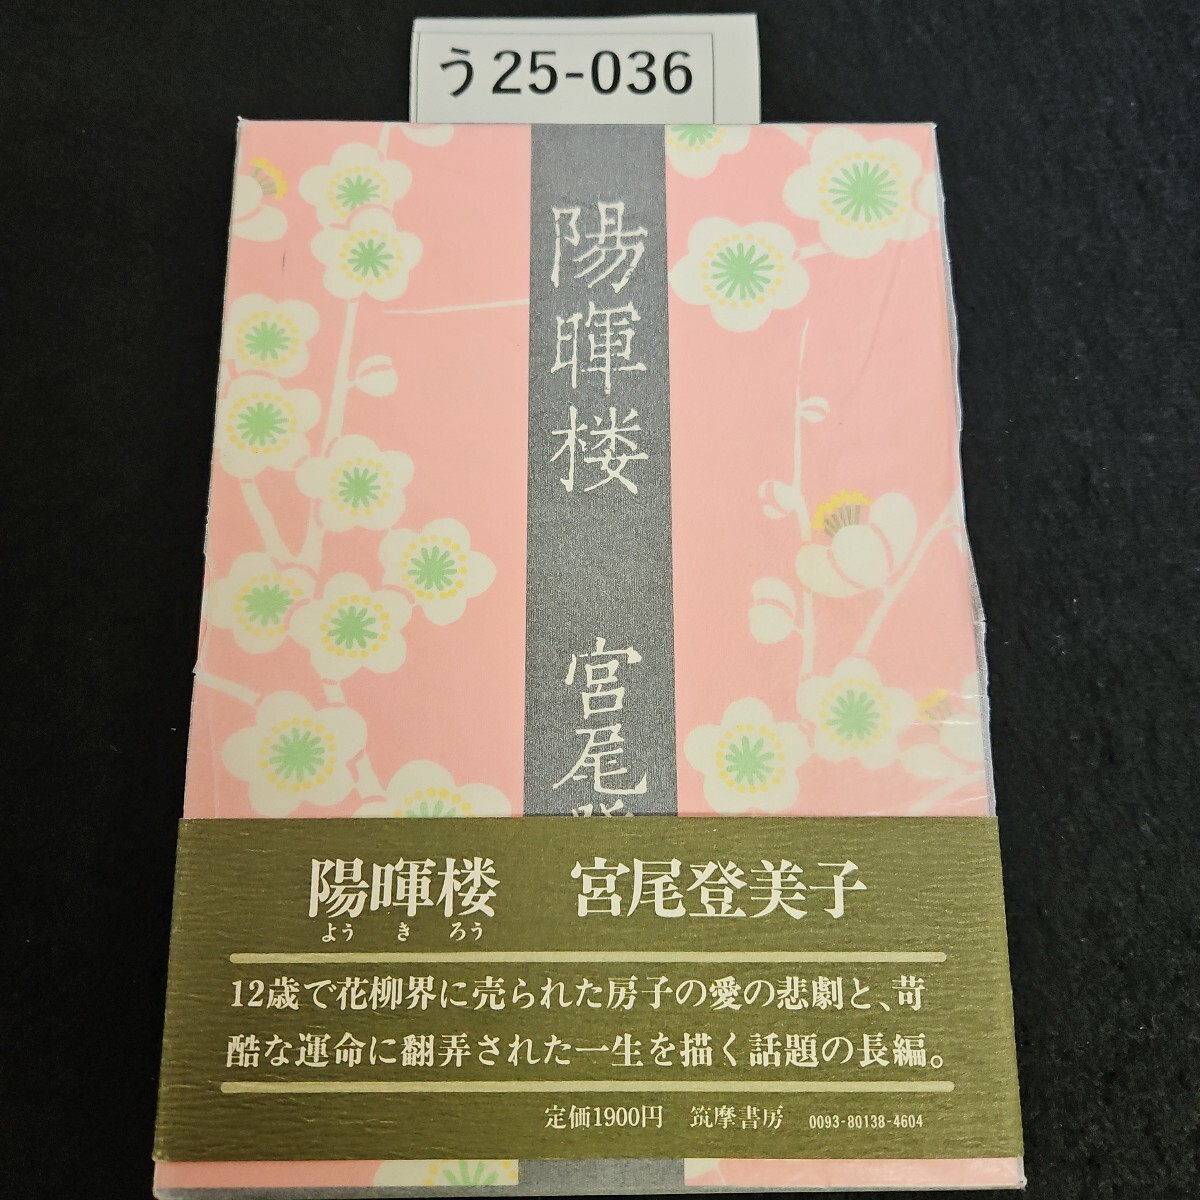 う25-036
陽暉楼
宮尾登
陽暉楼 宮尾登美子
よう き ろう
12歳で花柳界に売られた房子の愛の悲劇と、苛
酷な運命に翻弄された一生を描く話題の長編。
定価1900円 筑摩書房 0093-80138-4604